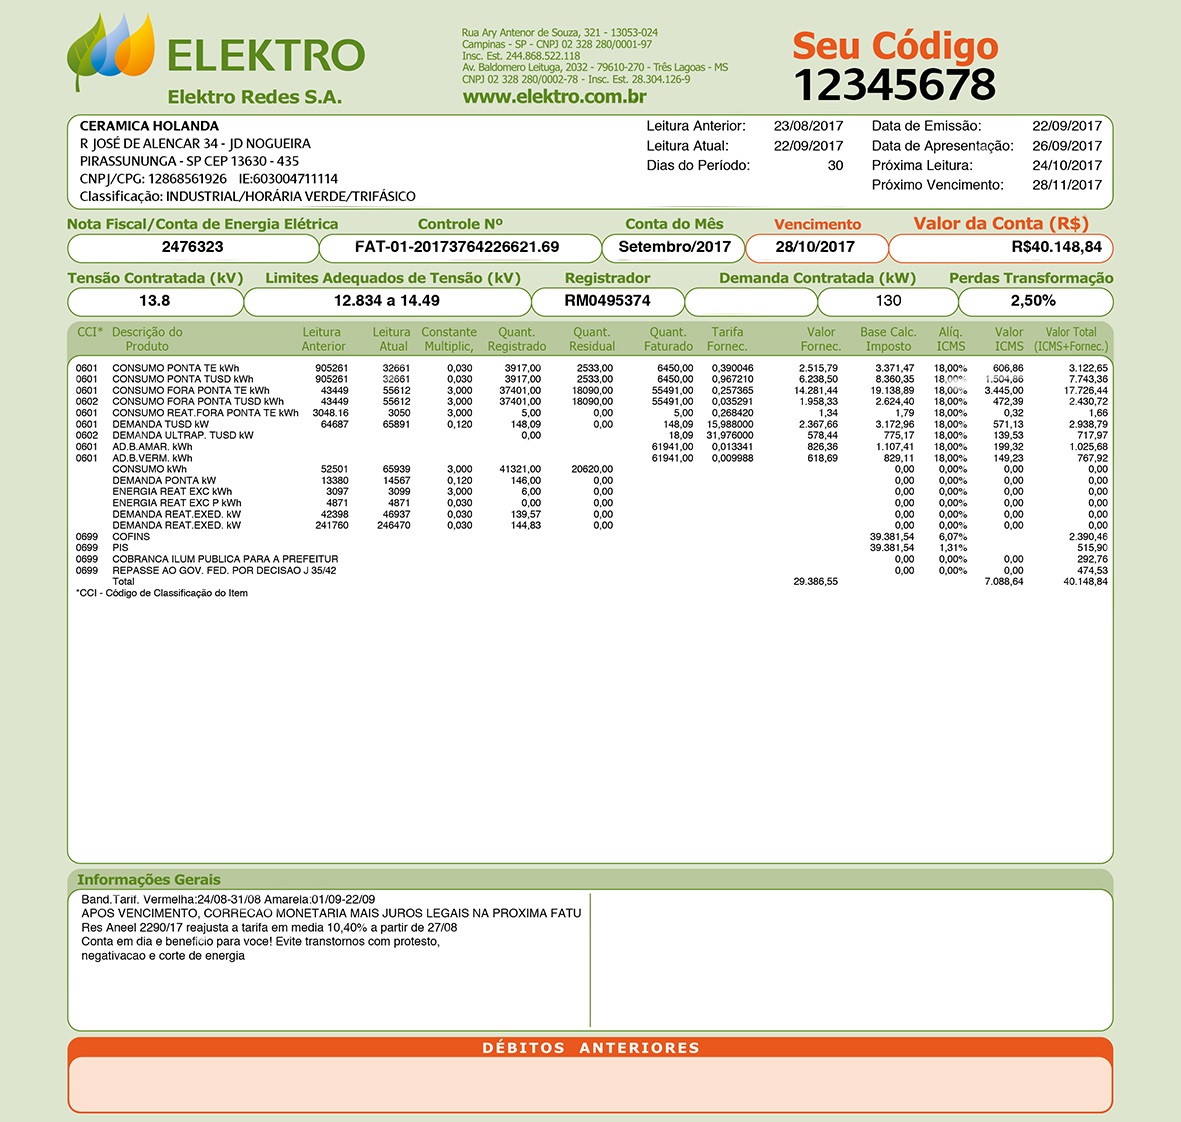 ELEKTRO
Elektro Redes S.A.
Rua Ary Antenor de Souza, 321 - 13053-024
Campinas - SP - CNPJ 02 328 280/0001-97
Insc. Est. 244.868.522.118
Av. Baldomero Leituga, 2032 - 79610-270 - Três Lagoas - MS
CNPJ 02 328 280/0002-78 - Insc. Est. 28.304.126-9
www.elektro.com.br
Seu Código
12345678
CERAMICA HOLANDA
R JOSÉ DE ALENCAR 34 - JD NOGUEIRA
PIRASSUNUNGA - SP CEP 13630 - 435
CNPJ/CPG: 12868561926 IE:603004711114
Classificação: INDUSTRIAL/HORÁRIA VERDE/TRIFÁSICO
Leitura Anterior: 23/08/2017
Leitura Atual: 22/09/2017
Dias do Período: 30
Data de Emissão: 22/09/2017
Data de Apresentação: 26/09/2017
Próxima Leitura: 24/10/2017
Próximo Vencimento: 28/11/2017
Nota Fiscal/Conta de Energia Elétrica Controle Nº Conta do Mês Vencimento Valor da Conta (R$)
2476323 FAT-01-20173764226621.69 Setembro/2017 28/10/2017 R$40.148,84
Tensão Contratada (kV) Limites Adequados de Tensão (kV) Registrador Demanda Contratada (kW) Perdas Transformação
13.8 12.834 a 14.49 RM0495374 130 2,50%
CCI* Descrição do Leitura Leitura Constante Quant. Quant. Quant. Tarifa Valor Base Calc. Alíq. Valor Valor Total
Produto Anterior Atual Multiplic, Registrado Residual Faturado Fornec. Fornec. Imposto ICMS ICMS (ICMS+Fornec.)
0601 CONSUMO PONTA TE kWh 905261 32661 0,030 3917,00 2533,00 6450,00 0,390046 2.515,79 3.371,47 18,00% 606,86 3.122,65
0601 CONSUMO PONTA TUSD kWh 905261 32661 0,030 3917,00 2533,00 6450,00 0,967210 6.238,50 8.360,35 18,00% 1.504,86 7.743,36
0601 CONSUMO FORA PONTA TE kWh 43449 55612 3,000 37401,00 18090,00 55491,00 0,257365 14.281,44 19.138,89 18,00% 3.445,00 17.726,44
0602 CONSUMO FORA PONTA TUSD kWh 43449 55612 3,000 37401,00 18090,00 55491,00 0,035291 1.958,33 2.624,40 18,00% 472,39 2.430,72
0601 CONSUMO REAT.FORA PONTA TE kWh 3048.16 3050 3,000 5,00 0,00 5,00 0,268420 1,34 1,79 18,00% 0,32 1,66
0601 DEMANDA TUSD kW 64687 65891 0,120 148,09 0,00 148,09 15,988000 2.367,66 3.172,96 18,00% 571,13 2.938,79
0602 DEMANDA ULTRAP. TUSD kW 0,00 18,09 31,976000 578,44 775,17 18,00% 139,53 717,97
0601 AD.B.AMAR. kWh 61941,00 0,013341 826,36 1.107,41 18,00% 199,32 1.025,68
0601 AD.B.VERM. kWh 61941,00 0,009988 618,69 829,11 18,00% 149,23 767,92
CONSUMO kWh 52501 65939 3,000 41321,00 20620,00 0,00 0,00% 0,00 0,00
DEMANDA PONTA kW 13380 14567 0,120 146,00 0,00 0,00 0,00% 0,00 0,00
ENERGIA REAT EXC kWh 3097 3099 3,000 6,00 0,00 0,00 0,00% 0,00 0,00
ENERGIA REAT EXC P kWh 4871 4871 0,030 0,00 0,00 0,00 0,00% 0,00 0,00
DEMANDA REAT.EXED. kW 42398 46937 0,030 139,57 0,00 0,00 0,00% 0,00 0,00
DEMANDA REAT.EXED. kW 241760 246470 0,030 144,83 0,00 0,00 0,00% 0,00 0,00
0699 COFINS 39.381,54 6,07% 2.390,46
0699 PIS 39.381,54 1,31% 515,90
0699 COBRANCA ILUM PUBLICA PARA A PREFEITUR 0,00 0,00% 0,00 292,76
0699 REPASSE AO GOV. FED. POR DECISAO J 35/42 0,00 0,00% 0,00 474,53
Total 29.386,55 7.088,64 40.148,84
*CCI - Código de Classificação do Item
Informações Gerais
Band.Tarif. Vermelha:24/08-31/08 Amarela:01/09-22/09
APOS VENCIMENTO, CORRECAO MONETARIA MAIS JUROS LEGAIS NA PROXIMA FATU
Res Aneel 2290/17 reajusta a tarifa em media 10,40% a partir de 27/08
Conta em dia e beneficio para voce! Evite transtornos com protesto,
negativacao e corte de energia
DÉBITOS ANTERIORES